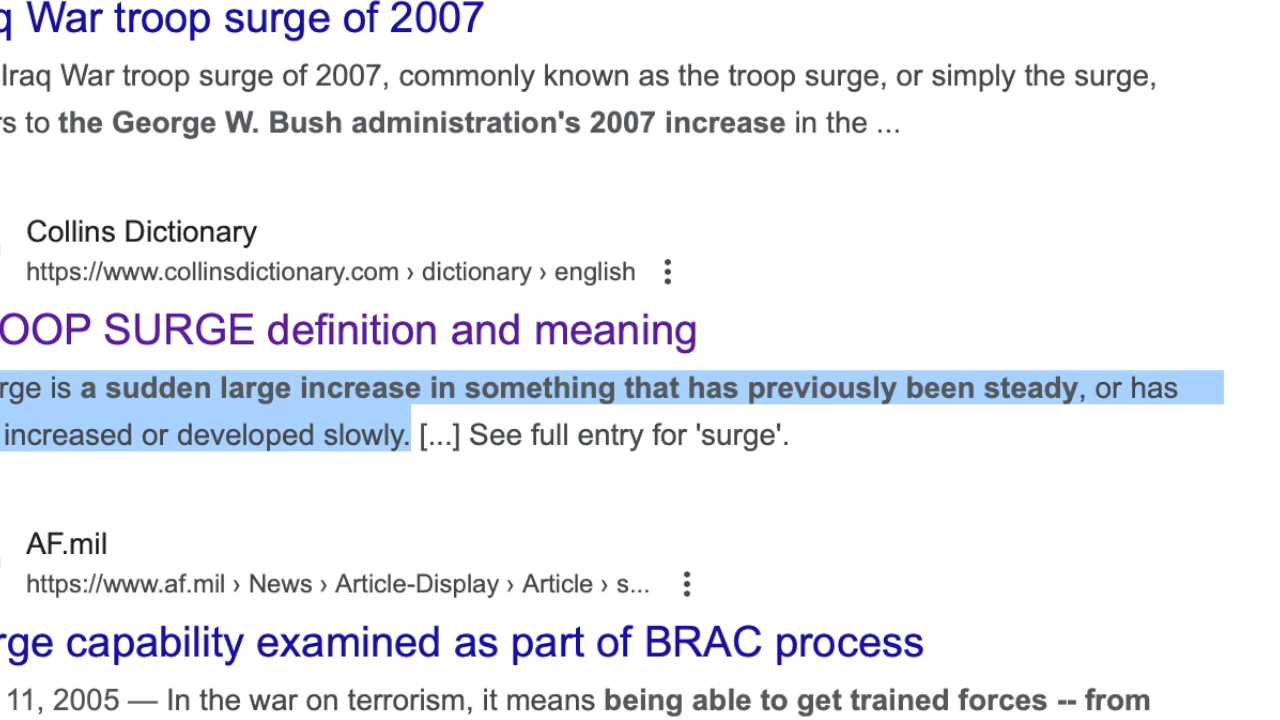 q War troop surge of 2007
Iraq War troop surge of 2007, commonly known as the troop surge, or simply the surge,
rs to the George W. Bush administration's 2007 increase in the ...
Collins Dictionary
https://www.collinsdictionary.com › dictionary › english
OOP SURGE definition and meaning
rge is a sudden large increase in something that has previously been steady, or has
increased or developed slowly. [...] See full entry for 'surge'.
AF.mil
https://www.af.mil › News › Article-Display › Article › s...
rge capability examined as part of BRAC process
11, 2005 — In the war on terrorism, it means being able to get trained forces -- from